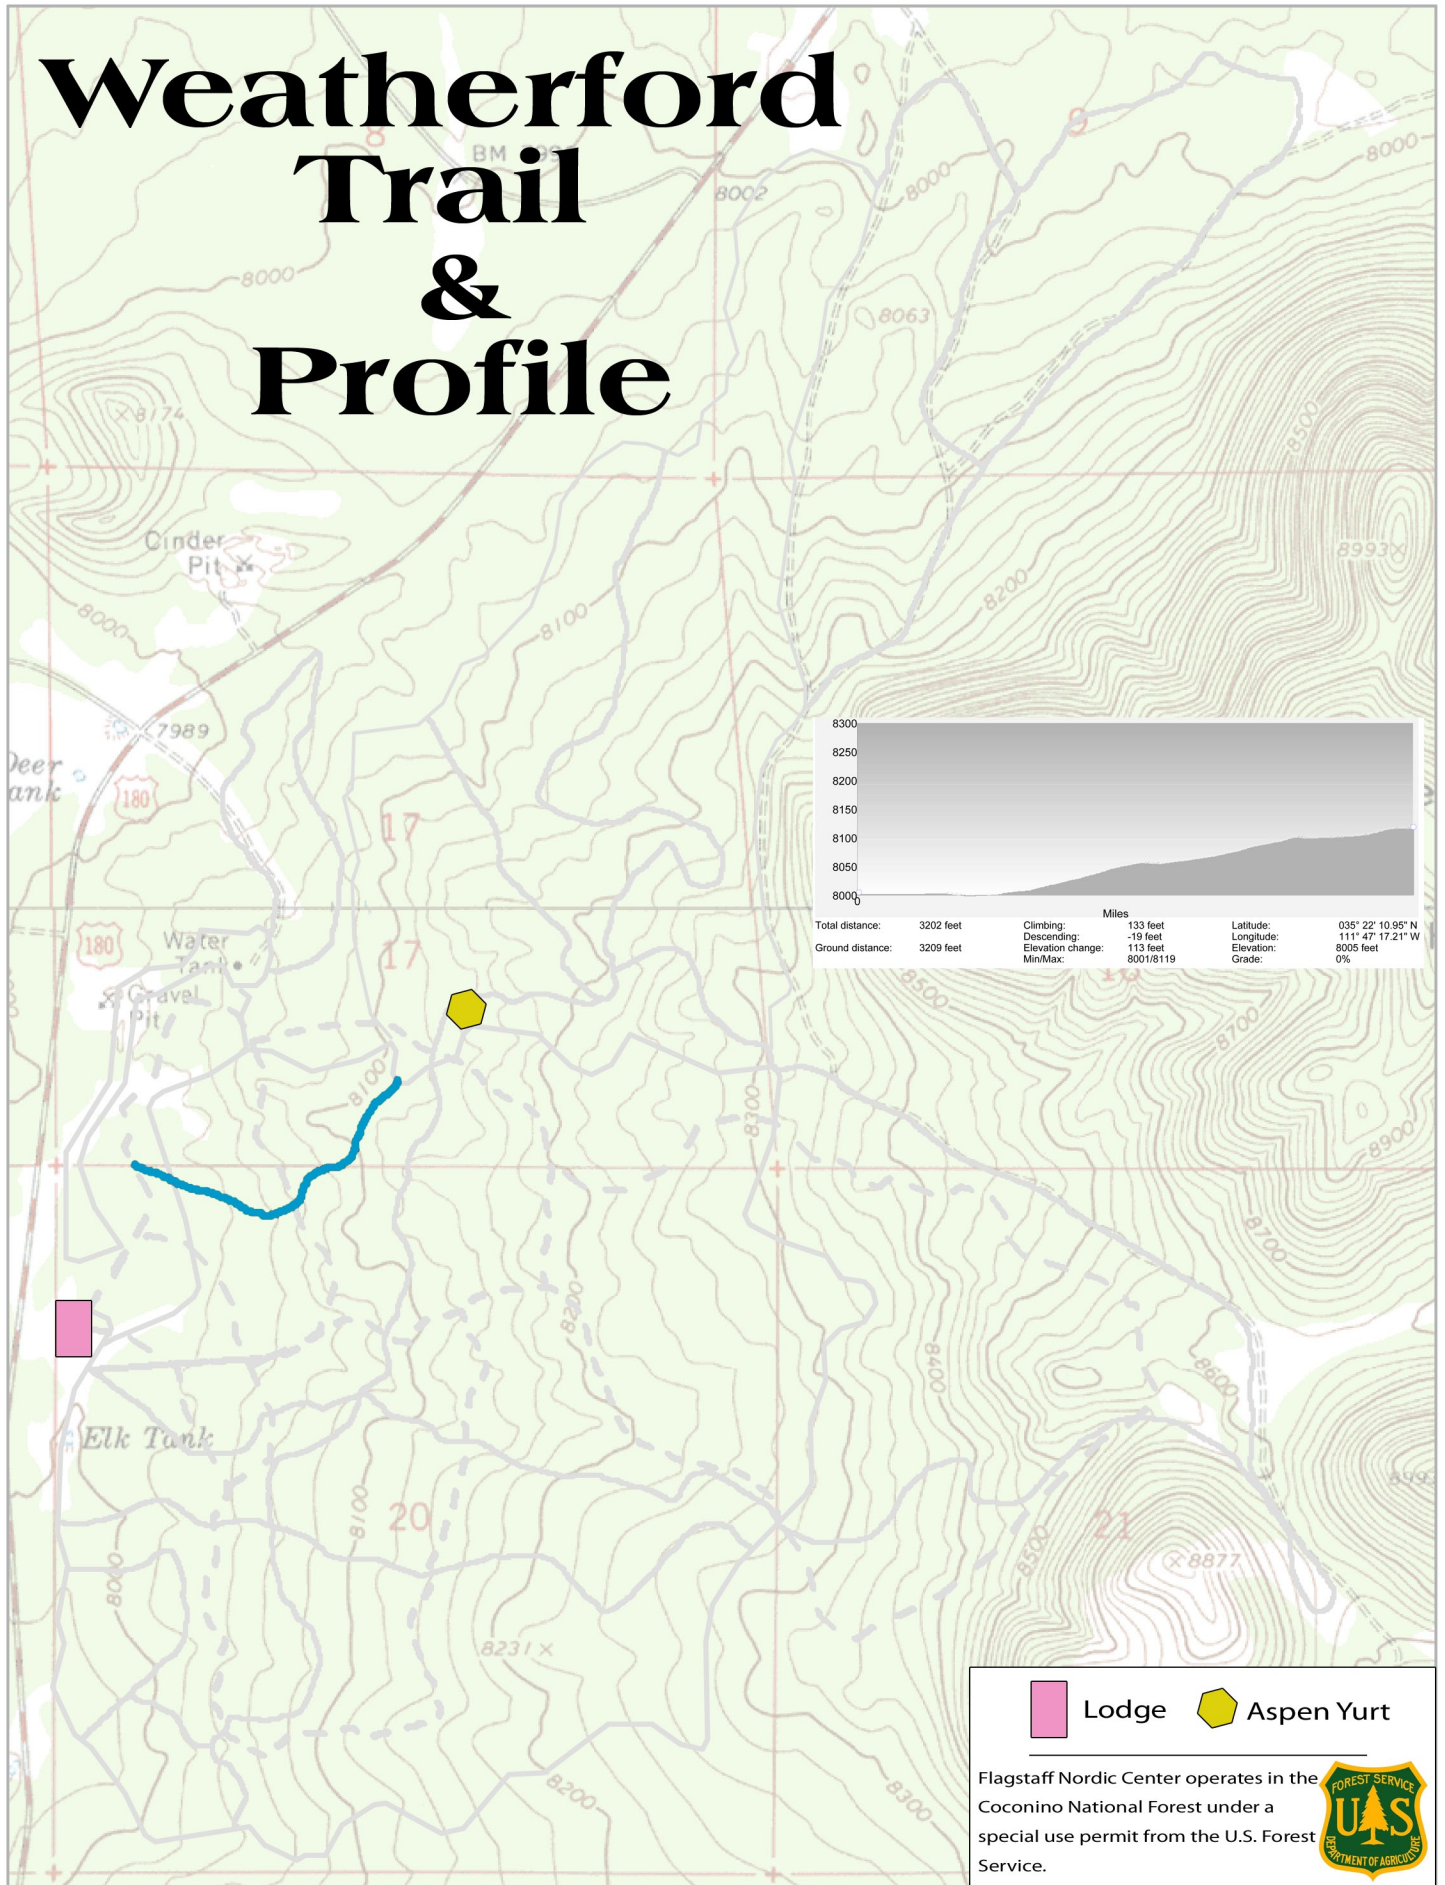 Weatherford
Trail
&
Profile
8
9
BM
8002
8000
8000
8000
8063
8174
8500
Cinder
Pit
8993
8000
8100
8200
7989
Deer
Tank
180
17
8300
8250
8200
8150
8100
8050
8000
0
Miles
Total distance: 3202 feet Climbing: 133 feet Latitude: 035° 22' 10.95" N
Descending: -19 feet Longitude: 111° 47' 17.21" W
Ground distance: 3209 feet Elevation change: 113 feet Elevation: 8005 feet
Min/Max: 8001/8119 Grade: 0%
180
Water
Tank
17
Gravel
Pit
8500
8700
8100
8300
8900
8700
8200
8400
8600
Elk Tank
8100
20
8500
21
8877
8000
8231
8200
8300
Lodge Aspen Yurt
Flagstaff Nordic Center operates in the
Coconino National Forest under a
special use permit from the U.S. Forest
Service.
FOREST SERVICE
U S
DEPARTMENT OF AGRICULTURE